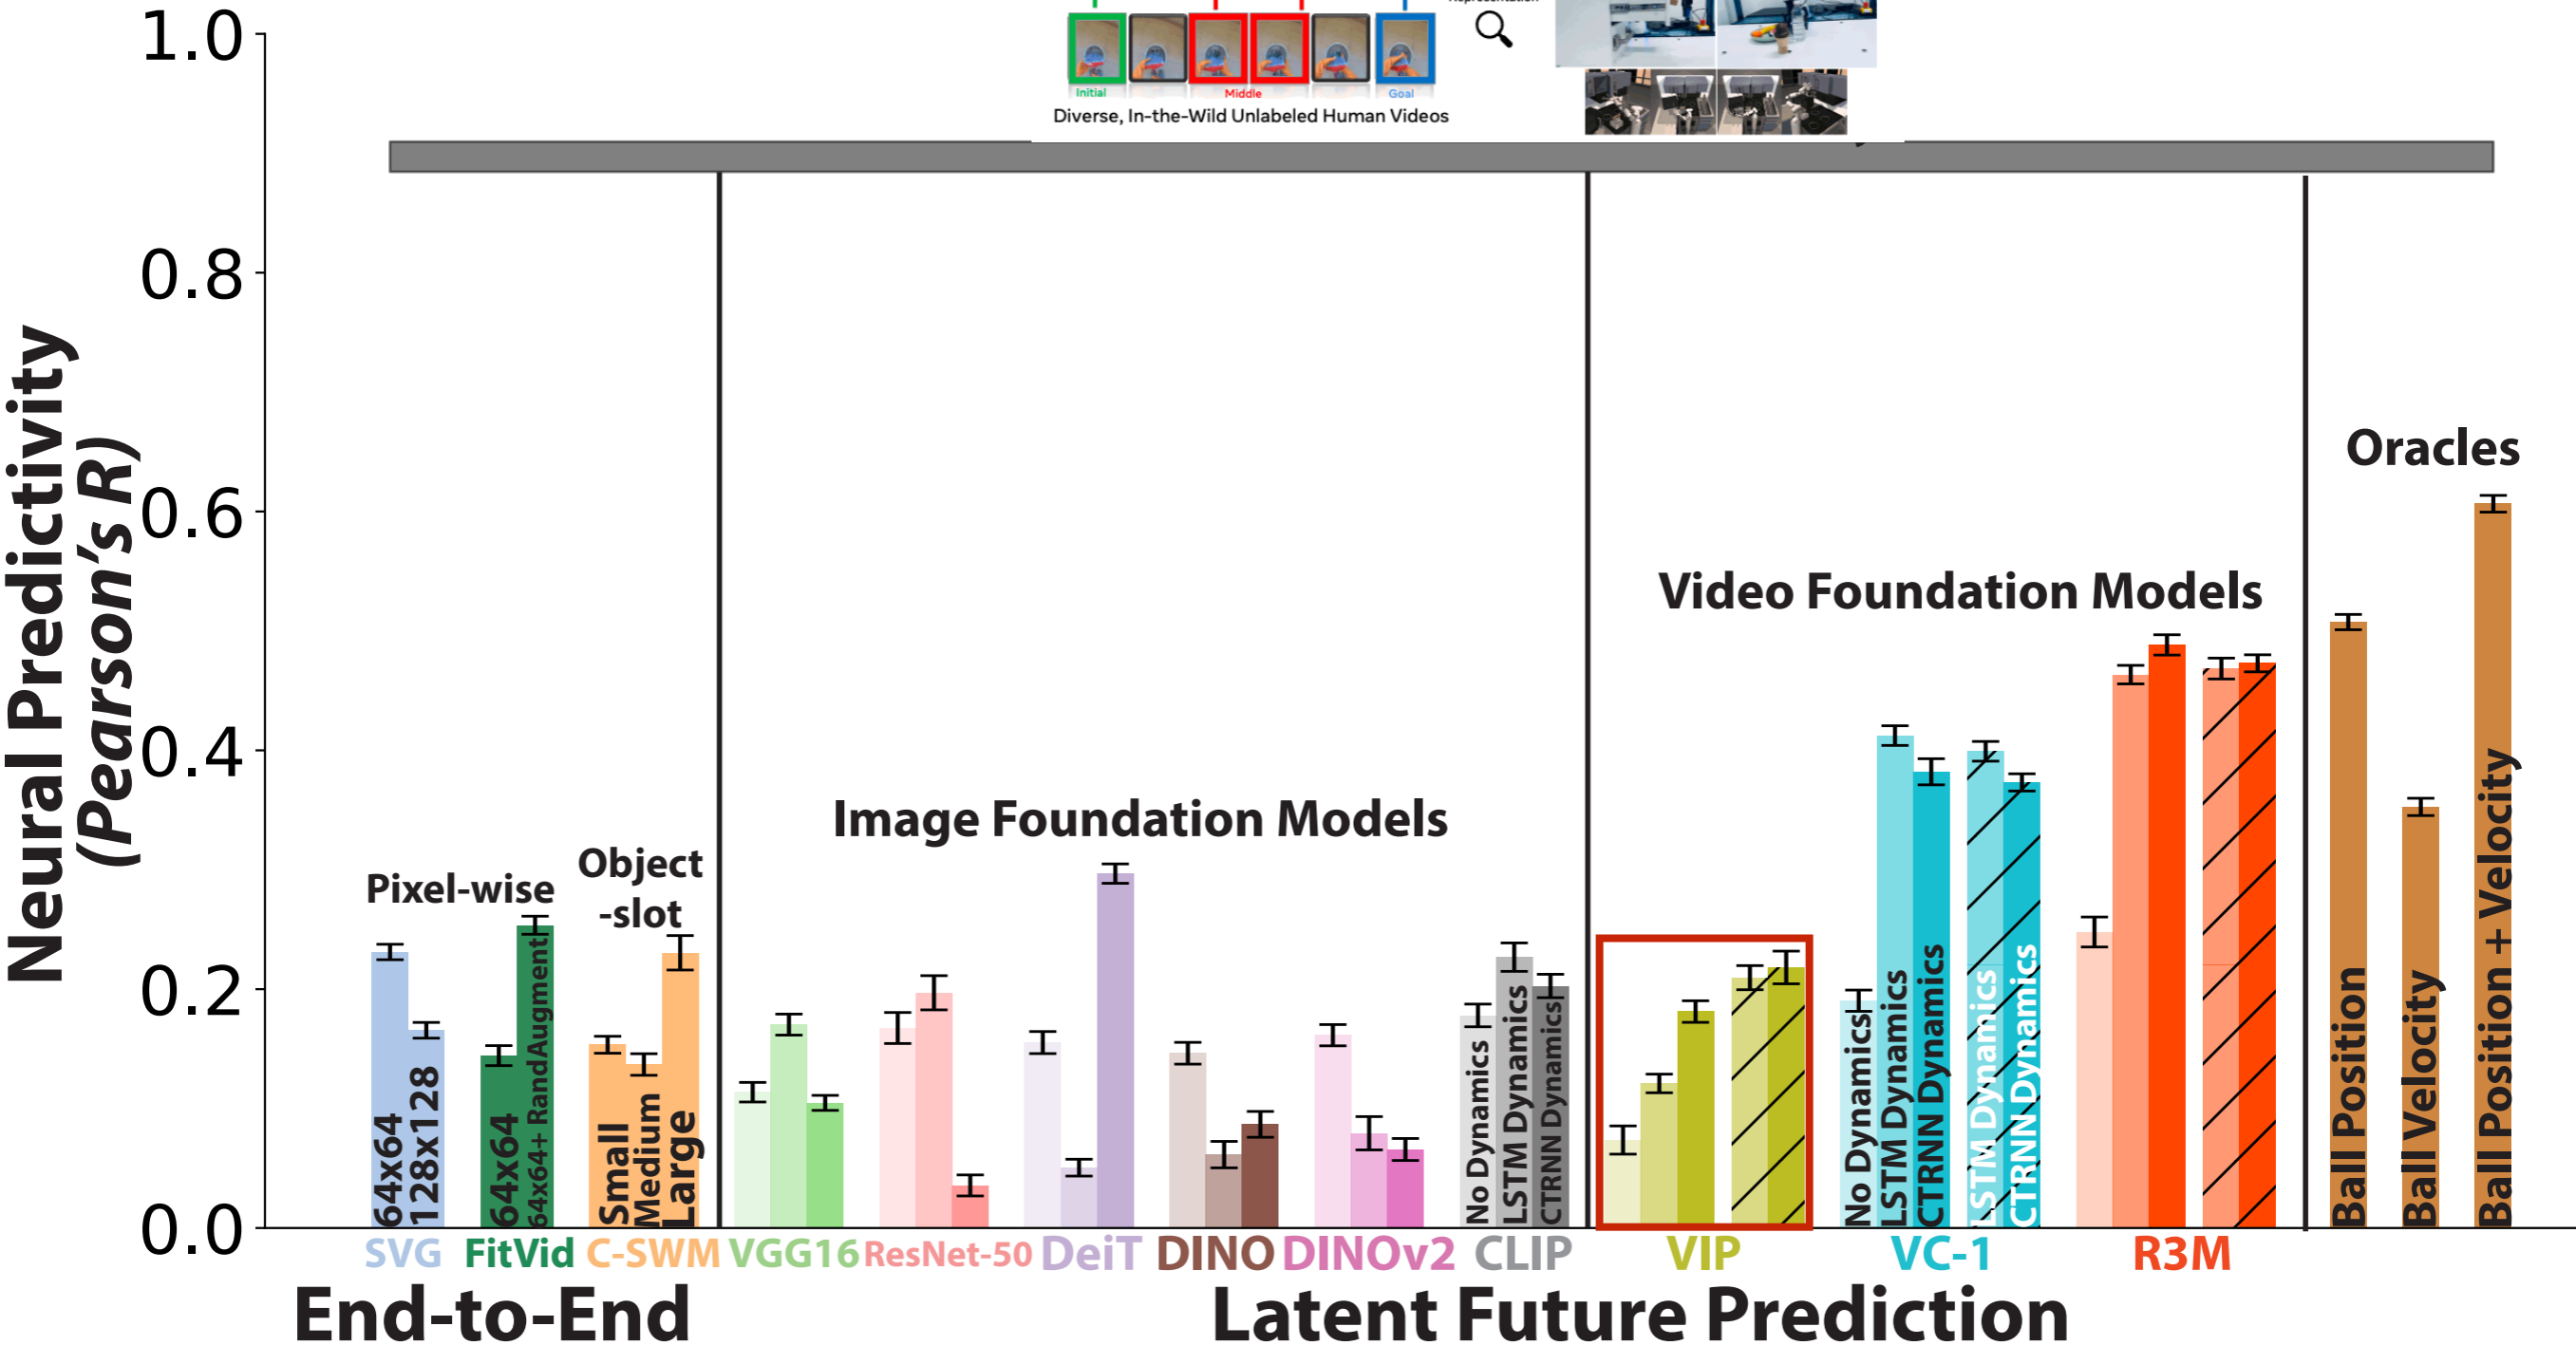 Initial
Middle
Goal
Diverse, In-the-Wild Unlabeled Human Videos
Neural Predictivity
(Pearson's R)
1.0
0.8
0.6
0.4
0.2
0.0
Pixel-wise
Object
-slot
Image Foundation Models
Video Foundation Models
Oracles
64x64
128x128
64x64
64x64+ RandAugment
Small
Medium
Large
No Dynamics
LSTM Dynamics
CTRNN Dynamics
No Dynamics
LSTM Dynamics
CTRNN Dynamics
LSTM Dynamics
CTRNN Dynamics
Ball Position
Ball Velocity
Ball Position + Velocity
SVG
FitVid
C-SWM
VGG16
ResNet-50
DeiT
DINO
DINOv2
CLIP
VIP
VC-1
R3M
End-to-End
Latent Future Prediction